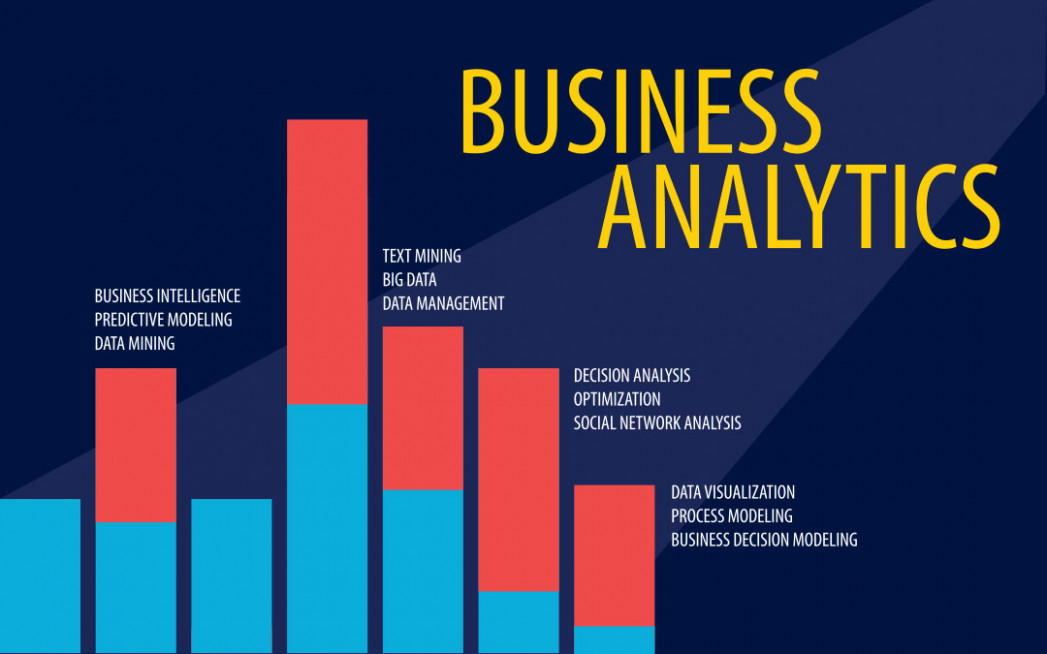 BUSINESS
ANALYTICS
TEXT MINING
BIG DATA
DATA MANAGEMENT
BUSINESS INTELLIGENCE
PREDICTIVE MODELING
DATA MINING
DECISION ANALYSIS
OPTIMIZATION
SOCIAL NETWORK ANALYSIS
DATA VISUALIZATION
PROCESS MODELING
BUSINESS DECISION MODELING